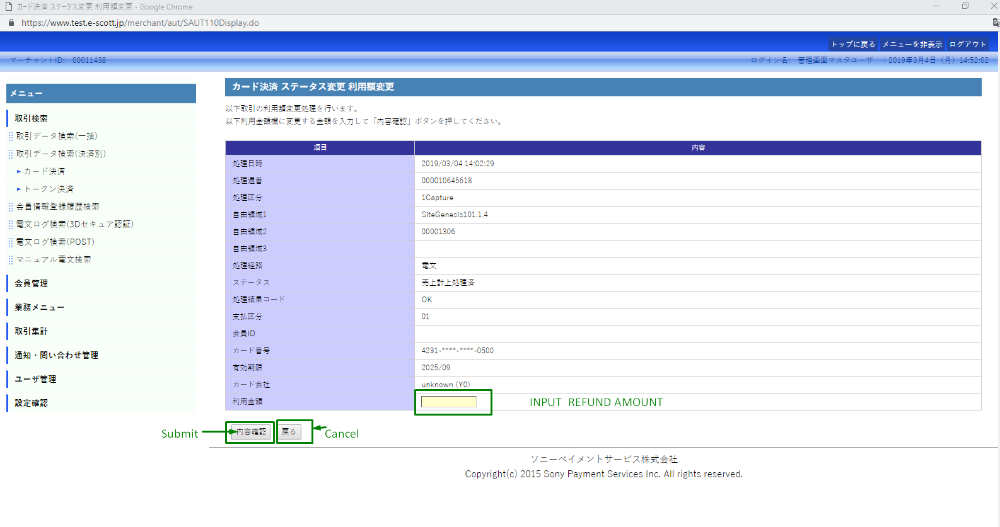 カード決済 ステータス変更 利用額変更 - Google Chrome
https://www.test.e-scott.jp/merchant/aut/SAUT110Display.do
トップに戻る メニューを非表示 ログアウト
マーチャントID: 00011438
ログイン名: 管理画面マスタユーザ | 2019年3月4日 (月) 14:52:02
メニュー
取引検索
取引データ検索(一括)
取引データ検索(決済別)
カード決済
トークン決済
会員情報登録履歴検索
電文ログ検索(3Dセキュア認証)
電文ログ検索(POST)
マニュアル電文検索
会員管理
業務メニュー
取引集計
通知・問い合わせ管理
ユーザ管理
設定確認
カード決済 ステータス変更 利用額変更
以下取引の利用額変更処理を行います。
以下利用金額欄に変更する金額を入力して「内容確認」ボタンを押してください。
項目 内容
処理日時 2019/03/04 14:02:29
処理通番 000010645618
処理区分 1Capture
自由領域1 SiteGenesis101.1.4
自由領域2 00001306
自由領域3
処理経路 電文
ステータス 売上計上処理済
処理結果コード OK
支払区分 01
会員ID
カード番号 4231-****-****-0500
有効期限 2025/09
カード会社 unknown (Y0)
利用金額 INPUT REFUND AMOUNT
Submit 内容確認 戻る Cancel
ソニーペイメントサービス株式会社
Copyright(c) 2015 Sony Payment Services Inc. All rights reserved.